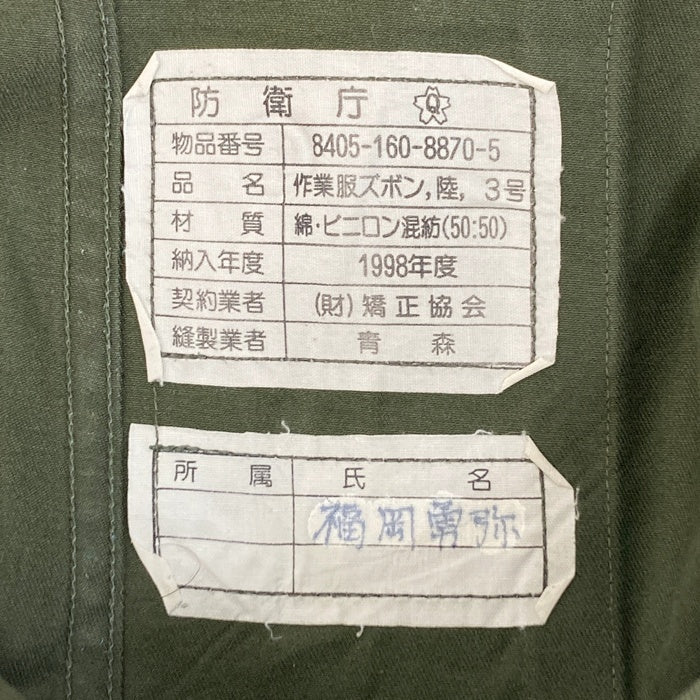 防衛庁 Q
物品番号 8405-160-8870-5
品名 作業服ズボン,陸, 3号
材質 綿・ビニロン混紡(50:50)
納入年度 1998年度
契約業者 (財)矯正協会
縫製業者 青森
所属 氏名
福岡勇弥